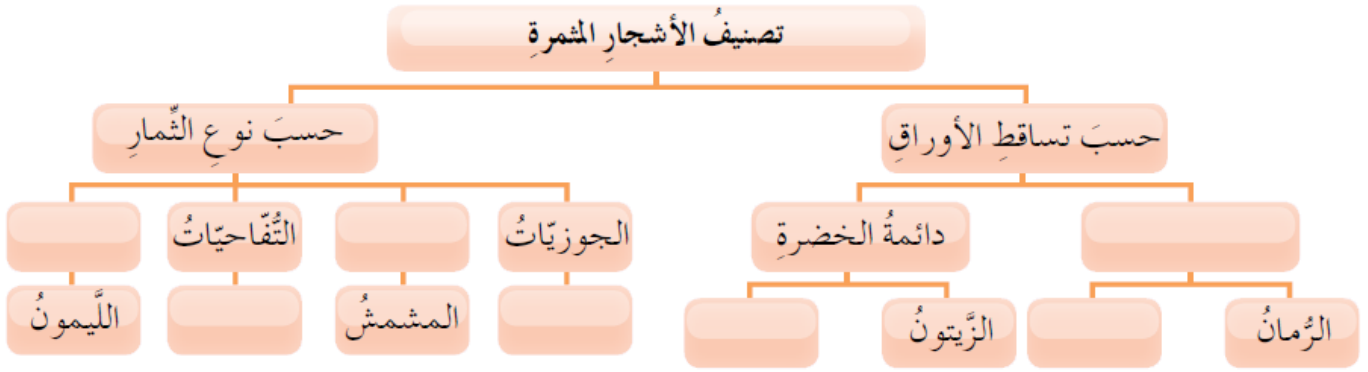 تصنيفُ الأشجارِ المثمرةِ
حسبَ تساقطِ الأوراقِ
حسبَ نوعِ الثِّمارِ
دائمةُ الخضرةِ
الجوزيّاتُ
التُّفّاحيّاتُ
الرُّمانُ
الزَّيتونُ
المشمشُ
اللَّيمونُ